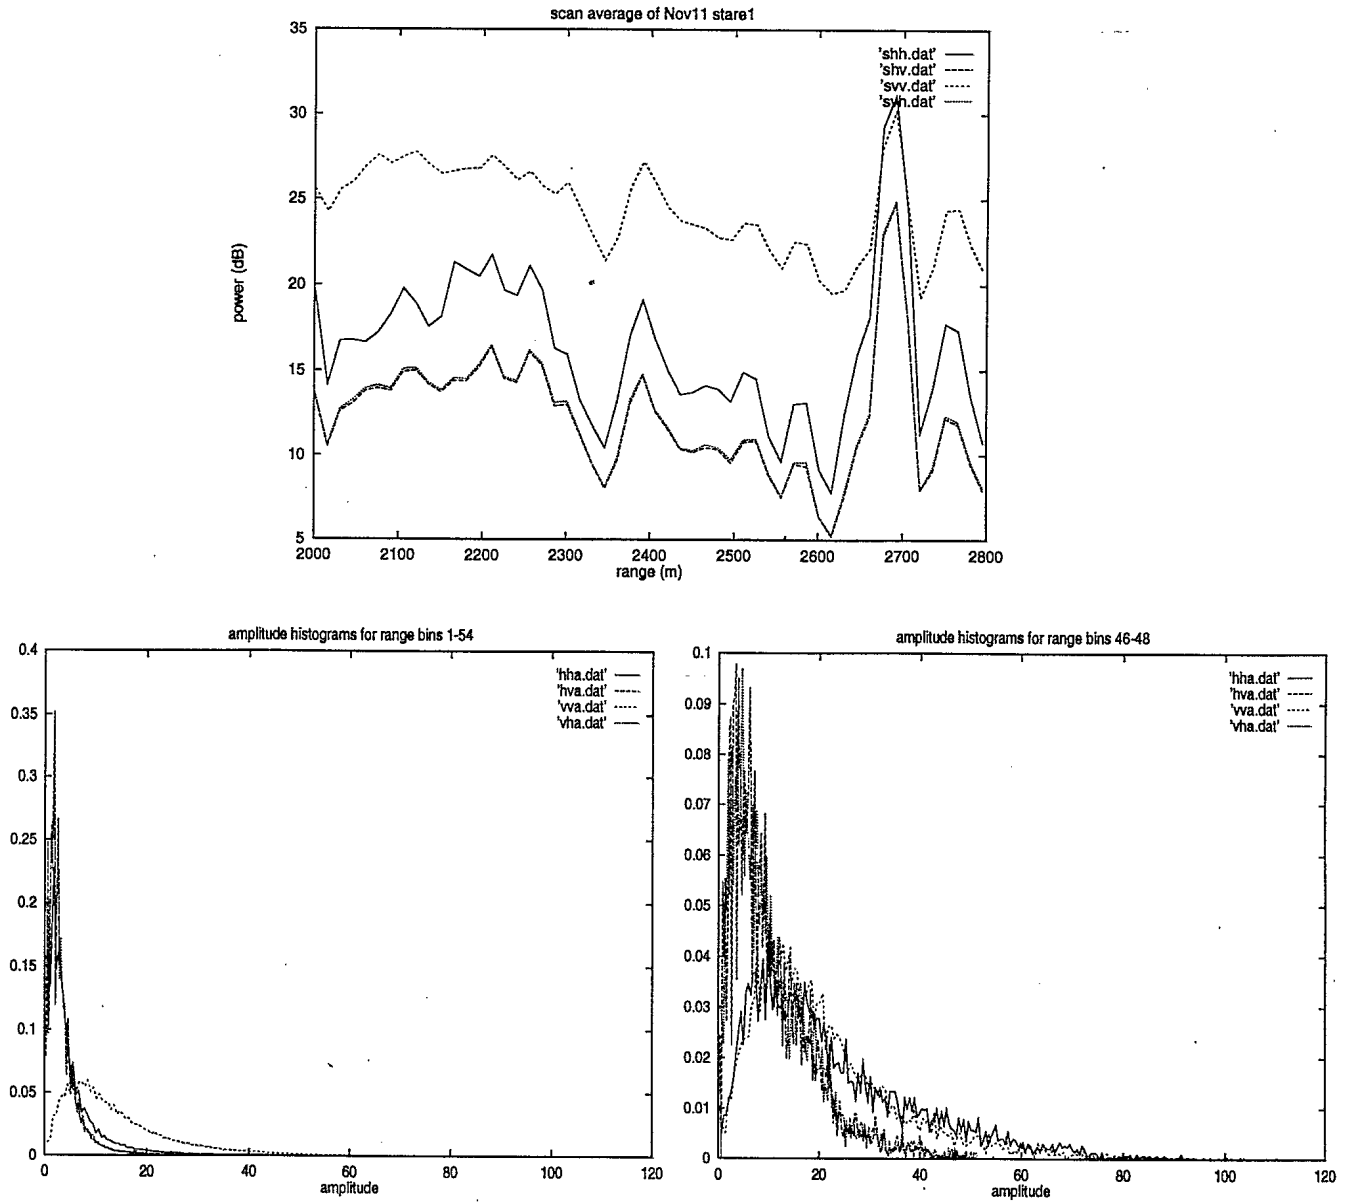 scan average of Nov11 stare1
35
30
25
20
15
10
5
power (dB)
'shh.dat'
'shv.dat'
'svv.dat'
'svh.dat'
2000 2100 2200 2300 2400 2500 2600 2700 2800
range (m)
amplitude histograms for range bins 1-54
0.4
0.35
0.3
0.25
0.2
0.15
0.1
0.05
0
'hha.dat'
'hva.dat'
'vva.dat'
'vha.dat'
0 20 40 60 80 100 120
amplitude
amplitude histograms for range bins 46-48
0.1
0.09
0.08
0.07
0.06
0.05
0.04
0.03
0.02
0.01
0
'hha.dat'
'hva.dat'
'vva.dat'
'vha.dat'
0 20 40 60 80 100 120
amplitude